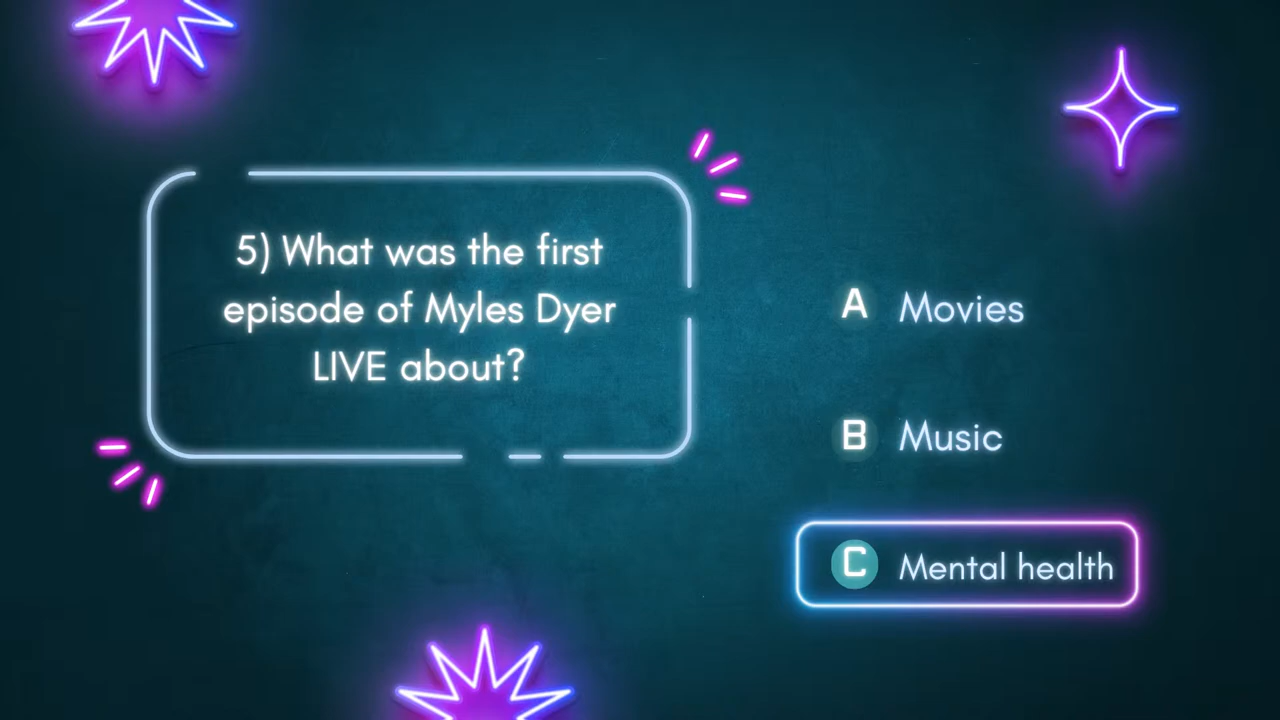 5) What was the first
episode of Myles Dyer
LIVE about?
A Movies
B Music
C Mental health